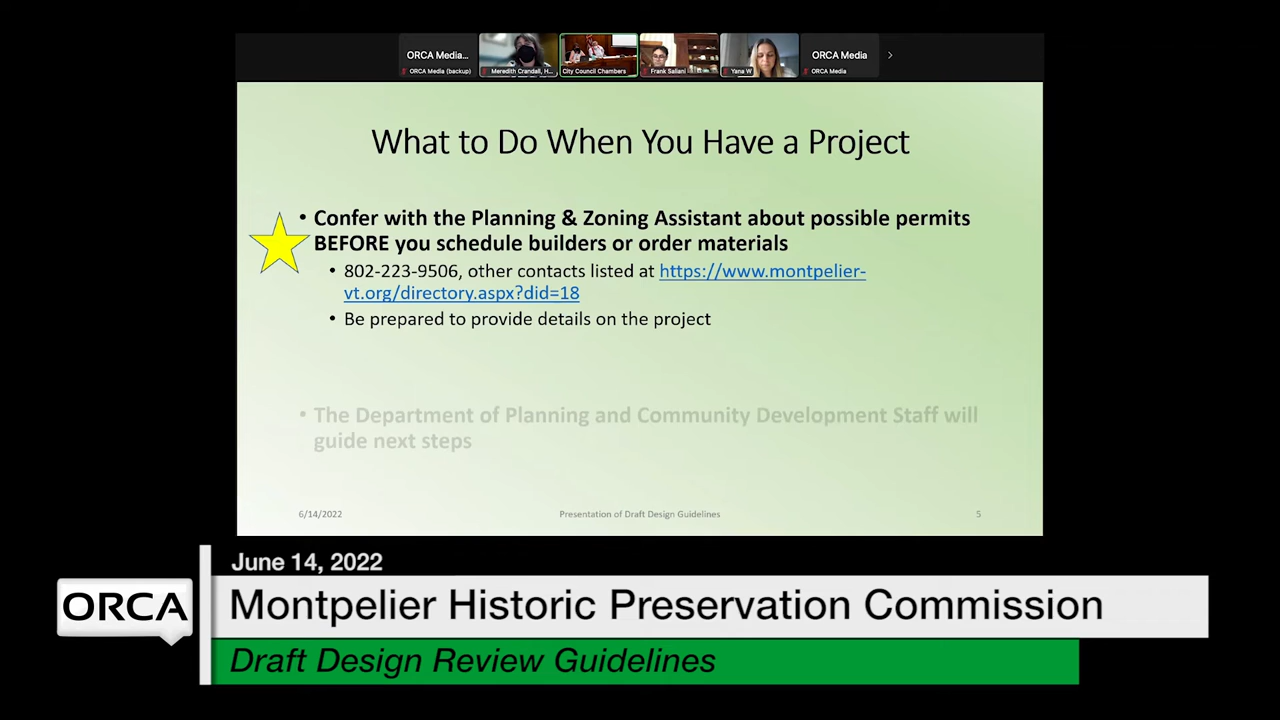 ORCA Media...
ORCA Media
ORCA Media (backup)
Meredith Crandall, H...
City Council Chambers
Frank Sailani
Yana W
ORCA Media
What to Do When You Have a Project
• Confer with the Planning & Zoning Assistant about possible permits
BEFORE you schedule builders or order materials
• 802-223-9506, other contacts listed at https://www.montpelier-
vt.org/directory.aspx?did=18
• Be prepared to provide details on the project
• The Department of Planning and Community Development Staff will
guide next steps
6/14/2022
Presentation of Draft Design Guidelines
5
June 14, 2022
ORCA
Montpelier Historic Preservation Commission
Draft Design Review Guidelines